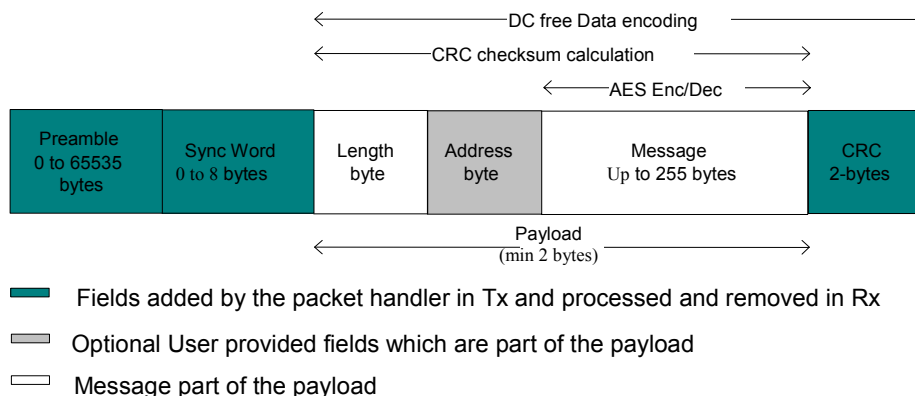 DC free Data encoding
CRC checksum calculation
AES Enc/Dec
Preamble
0 to 65535
bytes
Sync Word
0 to 8 bytes
Length
byte
Address
byte
Message
Up to 255 bytes
CRC
2-bytes
Payload
(min 2 bytes)
Fields added by the packet handler in Tx and processed and removed in Rx
Optional User provided fields which are part of the payload
Message part of the payload